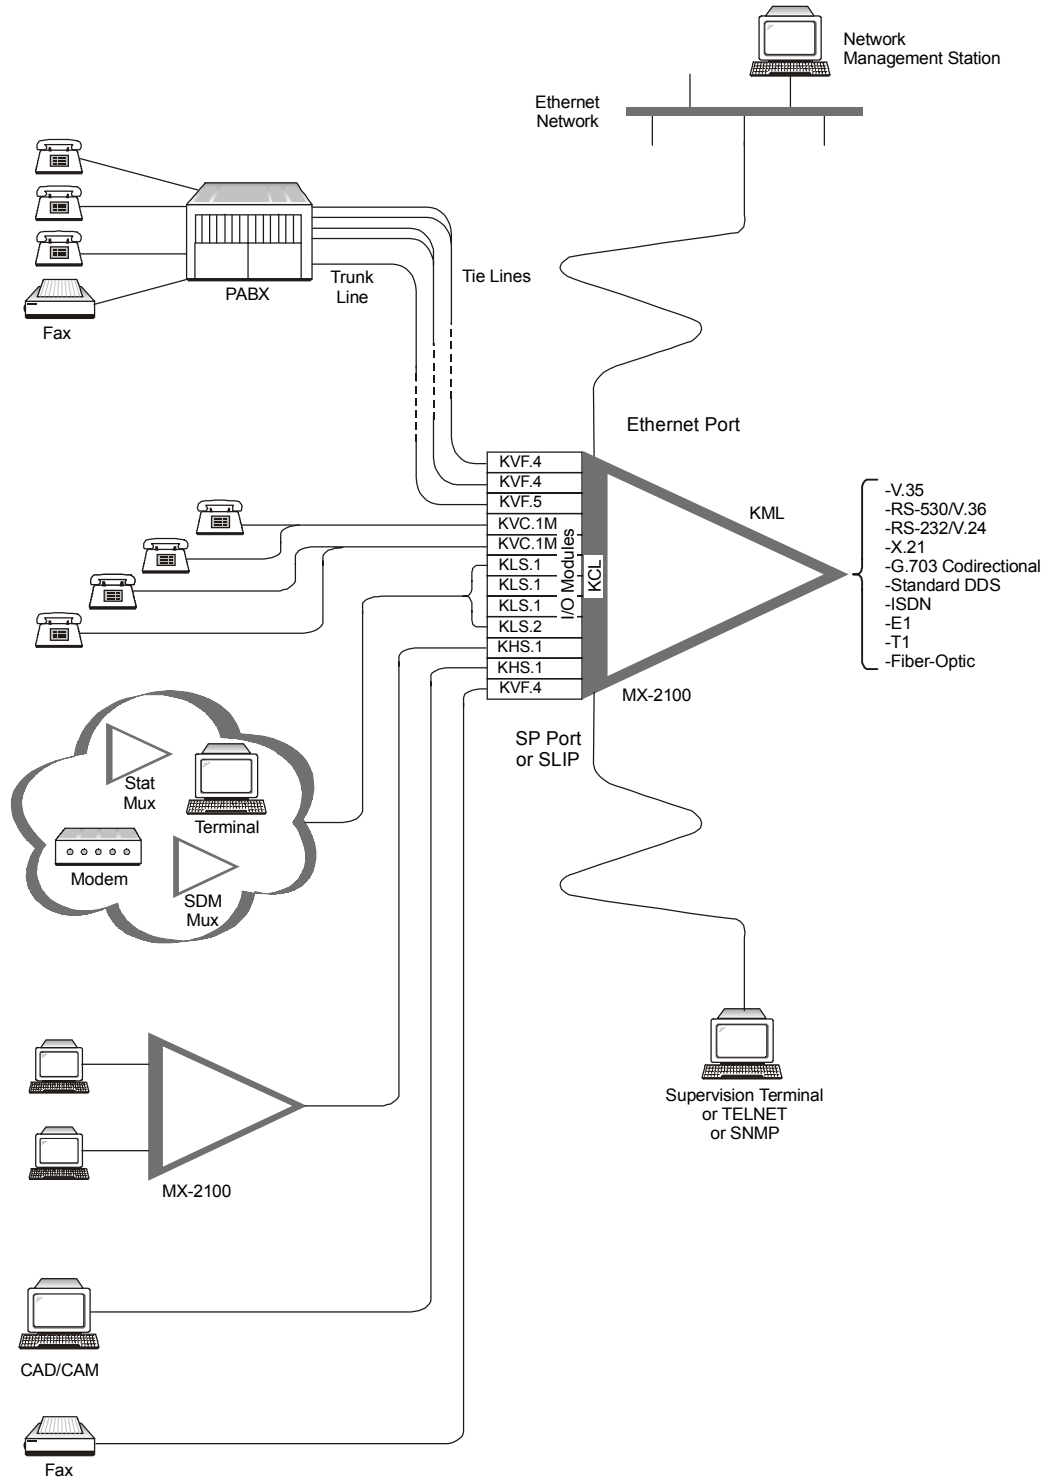 Network
Management Station
Ethernet
Network
PABX
Trunk
Line
Tie Lines
Fax
Ethernet Port
KVF.4
KVF.4
KVF.5
KVC.1M
KVC.1M
KLS.1
KLS.1
KLS.1
KLS.2
KHS.1
KHS.1
KVF.4
I/O Modules
KCL
KML
MX-2100
-V.35
-RS-530/V.36
-RS-232/V.24
-X.21
-G.703 Codirectional
-Standard DDS
-ISDN
-E1
-T1
-Fiber-Optic
SP Port
or SLIP
Stat
Mux
Terminal
Modem
SDM
Mux
Supervision Terminal
or TELNET
or SNMP
MX-2100
CAD/CAM
Fax